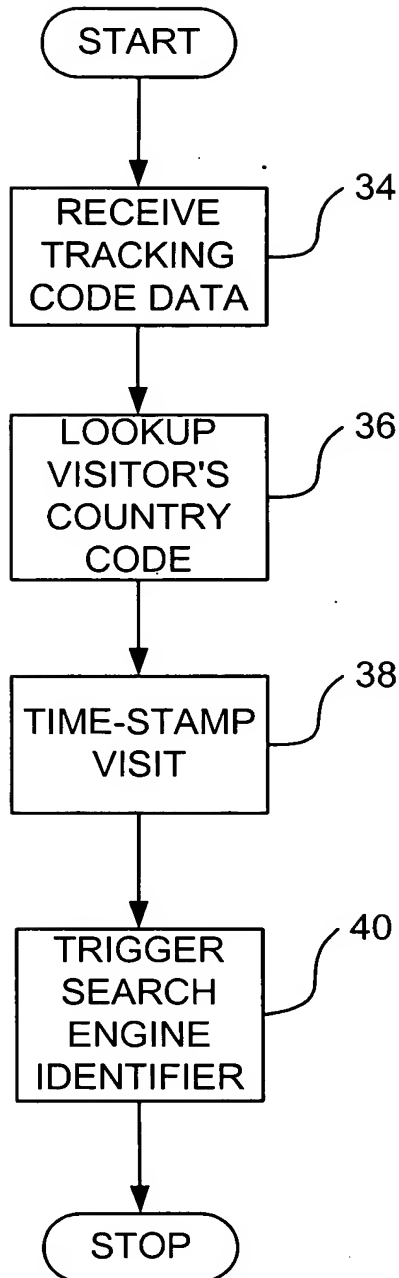 START
RECEIVE
TRACKING
CODE DATA
34
LOOKUP
VISITOR'S
COUNTRY
CODE
36
TIME-STAMP
VISIT
38
TRIGGER
SEARCH
ENGINE
IDENTIFIER
40
STOP